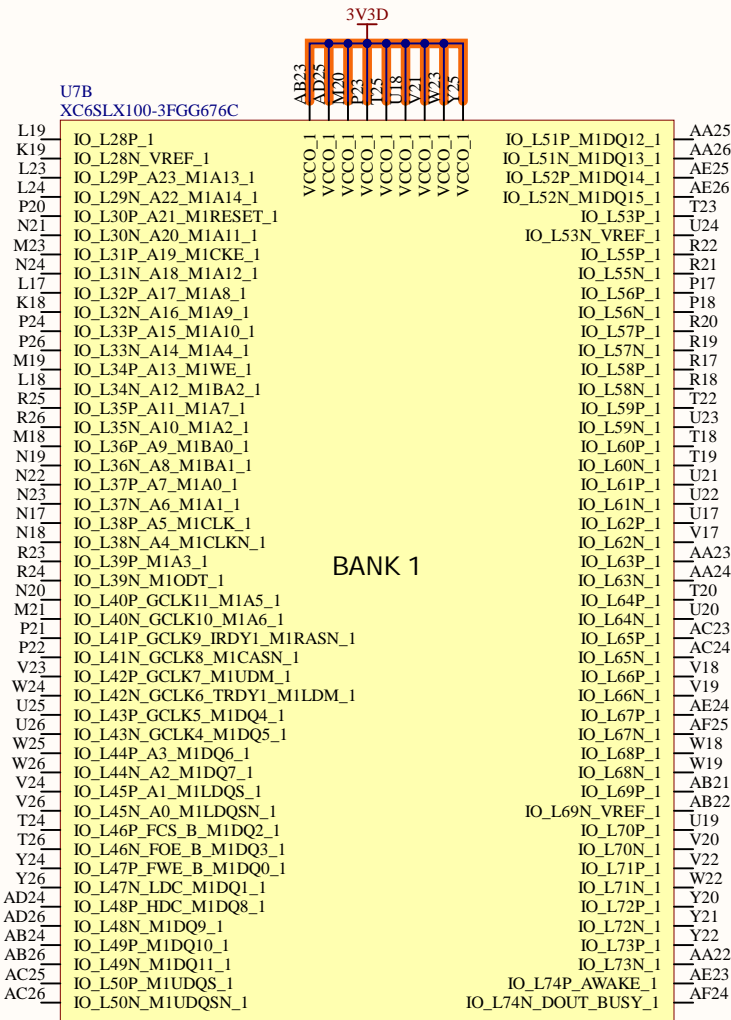 3V3D
AB23
AD25
M20
P23
T25
U18
V21
W23
Y25
U7B
XC6SLX100-3FGG676C
VCCO_1
VCCO_1
VCCO_1
VCCO_1
VCCO_1
VCCO_1
VCCO_1
VCCO_1
VCCO_1
L19 IO_L28P_1 IO_L51P_M1DQ12_1 AA25
K19 IO_L28N_VREF_1 IO_L51N_M1DQ13_1 AA26
L23 IO_L29P_A23_M1A13_1 IO_L52P_M1DQ14_1 AE25
L24 IO_L29N_A22_M1A14_1 IO_L52N_M1DQ15_1 AE26
P20 IO_L30P_A21_M1RESET_1 IO_L53P_1 T23
N21 IO_L30N_A20_M1A11_1 IO_L53N_VREF_1 U24
M23 IO_L31P_A19_M1CKE_1 IO_L55P_1 R22
N24 IO_L31N_A18_M1A12_1 IO_L55N_1 R21
L17 IO_L32P_A17_M1A8_1 IO_L56P_1 P17
K18 IO_L32N_A16_M1A9_1 IO_L56N_1 P18
P24 IO_L33P_A15_M1A10_1 IO_L57P_1 R20
P26 IO_L33N_A14_M1A4_1 IO_L57N_1 R19
M19 IO_L34P_A13_M1WE_1 IO_L58P_1 R17
L18 IO_L34N_A12_M1BA2_1 IO_L58N_1 R18
R25 IO_L35P_A11_M1A7_1 IO_L59P_1 T22
R26 IO_L35N_A10_M1A2_1 IO_L59N_1 U23
M18 IO_L36P_A9_M1BA0_1 IO_L60P_1 T18
N19 IO_L36N_A8_M1BA1_1 IO_L60N_1 T19
N22 IO_L37P_A7_M1A0_1 IO_L61P_1 U21
N23 IO_L37N_A6_M1A1_1 IO_L61N_1 U22
N17 IO_L38P_A5_M1CLK_1 IO_L62P_1 U17
N18 IO_L38N_A4_M1CLKN_1 IO_L62N_1 V17
R23 IO_L39P_M1A3_1 IO_L63P_1 AA23
BANK 1
R24 IO_L39N_M1ODT_1 IO_L63N_1 AA24
N20 IO_L40P_GCLK11_M1A5_1 IO_L64P_1 T20
M21 IO_L40N_GCLK10_M1A6_1 IO_L64N_1 U20
P21 IO_L41P_GCLK9_IRDY1_M1RASN_1 IO_L65P_1 AC23
P22 IO_L41N_GCLK8_M1CASN_1 IO_L65N_1 AC24
V23 IO_L42P_GCLK7_M1UDM_1 IO_L66P_1 V18
W24 IO_L42N_GCLK6_TRDY1_M1LDM_1 IO_L66N_1 V19
U25 IO_L43P_GCLK5_M1DQ4_1 IO_L67P_1 AE24
U26 IO_L43N_GCLK4_M1DQ5_1 IO_L67N_1 AF25
W25 IO_L44P_A3_M1DQ6_1 IO_L68P_1 W18
W26 IO_L44N_A2_M1DQ7_1 IO_L68N_1 W19
V24 IO_L45P_A1_M1LDQS_1 IO_L69P_1 AB21
V26 IO_L45N_A0_M1LDQSN_1 IO_L69N_VREF_1 AB22
T24 IO_L46P_FCS_B_M1DQ2_1 IO_L70P_1 U19
T26 IO_L46N_FOE_B_M1DQ3_1 IO_L70N_1 V20
Y24 IO_L47P_FWE_B_M1DQ0_1 IO_L71P_1 V22
Y26 IO_L47N_LDC_M1DQ1_1 IO_L71N_1 W22
AD24 IO_L48P_HDC_M1DQ8_1 IO_L72P_1 Y20
AD26 IO_L48N_M1DQ9_1 IO_L72N_1 Y21
AB24 IO_L49P_M1DQ10_1 IO_L73P_1 Y22
AB26 IO_L49N_M1DQ11_1 IO_L73N_1 AA22
AC25 IO_L50P_M1UDQS_1 IO_L74P_AWAKE_1 AE23
AC26 IO_L50N_M1UDQSN_1 IO_L74N_DOUT_BUSY_1 AF24